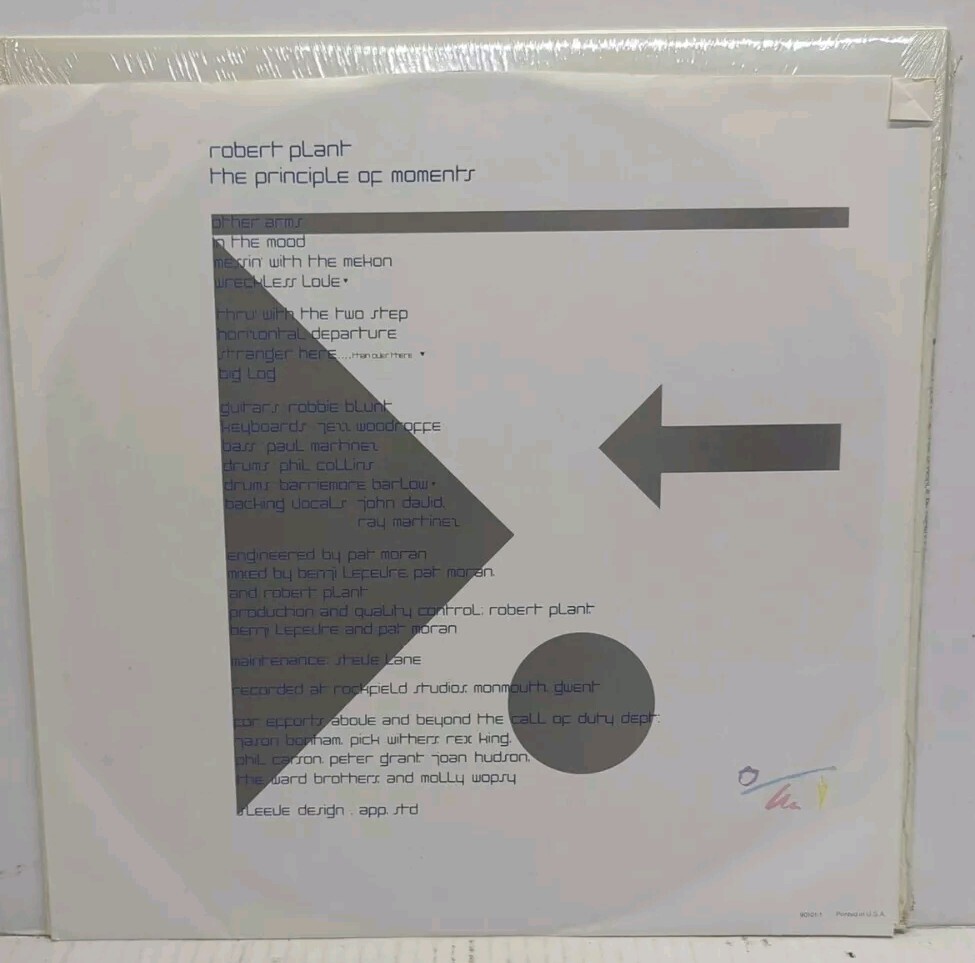 robert plant
the principle of moments
other arms
in the mood
messin' with the mekon
wreckless love •
thru' with the two step
horizontal departure
stranger here....than over there ♥
big log
guitars robbie blunt
keyboards jezz woodroffe
bass paul martinez
drums phil collins
drums barriemore barlow •
backing vocals john david,
ray martinez
engineered by pat moran
mixed by benji lefevre, pat moran,
and robert plant
production and quality control: robert plant
benji lefevre and pat moran
maintenance: steve lane
recorded at rockfield studios, monmouth, gwent
for efforts above and beyond the call of duty dept:
jason bonham, pick withers, rex king,
phil carson, peter grant, joan hudson,
the ward brothers, and molly wopsy
sleeve design . app. std
90101-1 Printed in U.S.A.